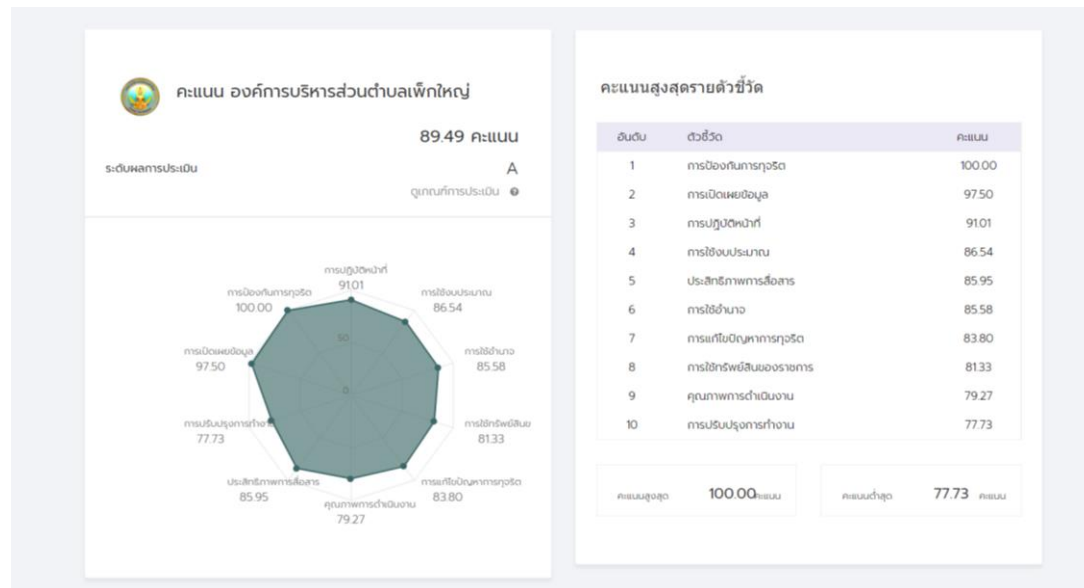 คะแนน องค์การบริหารส่วนตำบลเพ็กใหญ่
89.49 คะแนน
ระดับผลการประเมิน A
ดูเกณฑ์การประเมิน
การปฏิบัติหน้าที่
91.01
การป้องกันการทุจริต
100.00
การใช้งบประมาณ
86.54
50
การเปิดเผยข้อมูล
97.50
การใช้อำนาจ
85.58
0
การปรับปรุงการทำงาน
77.73
การใช้ทรัพย์สินข
81.33
ประสิทธิภาพการสื่อสาร
85.95
การแก้ไขปัญหาการทุจริต
83.80
คุณภาพการดำเนินงาน
79.27
คะแนนสูงสุดรายตัวชี้วัด
อันดับ ตัวชี้วัด คะแนน
1 การป้องกันการทุจริต 100.00
2 การเปิดเผยข้อมูล 97.50
3 การปฏิบัติหน้าที่ 91.01
4 การใช้งบประมาณ 86.54
5 ประสิทธิภาพการสื่อสาร 85.95
6 การใช้อำนาจ 85.58
7 การแก้ไขปัญหาการทุจริต 83.80
8 การใช้ทรัพย์สินของราชการ 81.33
9 คุณภาพการดำเนินงาน 79.27
10 การปรับปรุงการทำงาน 77.73
คะแนนสูงสุด 100.00 คะแนน
คะแนนต่ำสุด 77.73 คะแนน